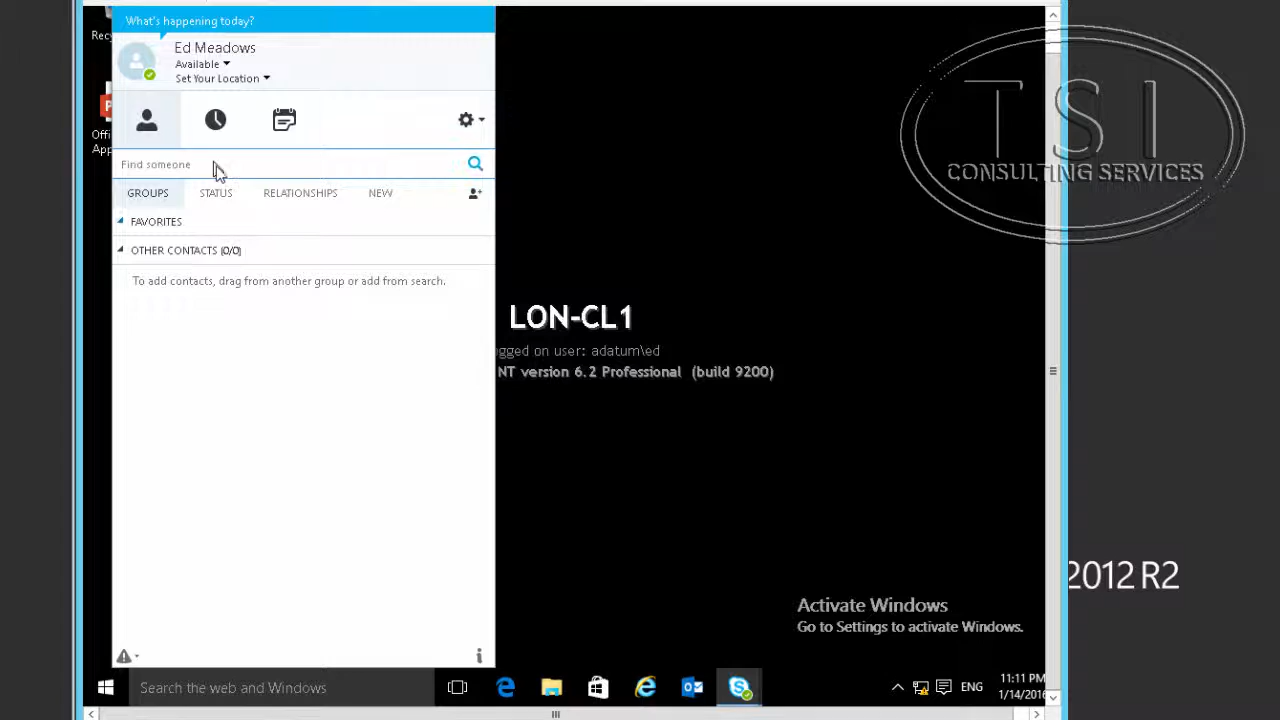 What's happening today?
Ed Meadows
Available
Set Your Location
Find someone
GROUPS STATUS RELATIONSHIPS NEW
FAVORITES
OTHER CONTACTS (0/0)
To add contacts, drag from another group or add from search.
Recy
Offi
App
LON-CL1
gged on user: adatum\ed
NT version 6.2 Professional (build 9200)
TSI
CONSULTING SERVICES
2012 R2
Activate Windows
Go to Settings to activate Windows.
Search the web and Windows
ENG
11:11 PM
1/14/2016